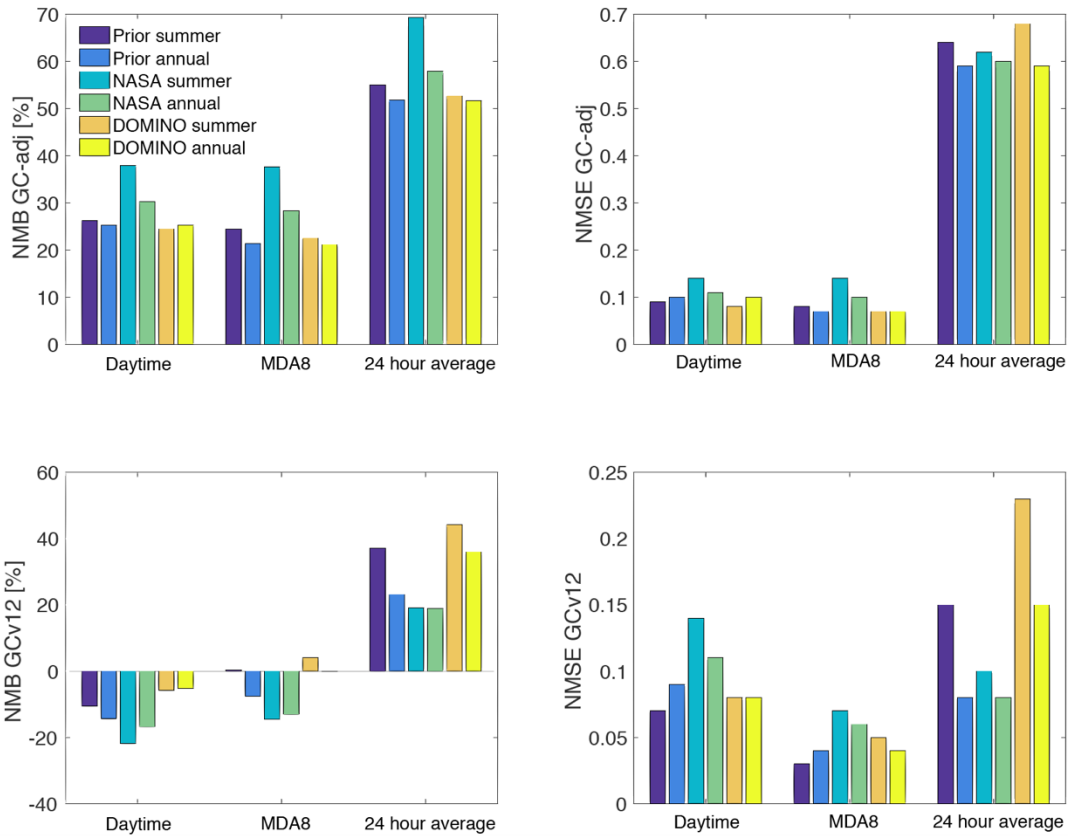 NMB GC-adj [%]
70
60
50
40
30
20
10
0
Prior summer
Prior annual
NASA summer
NASA annual
DOMINO summer
DOMINO annual
Daytime
MDA8
24 hour average
NMSE GC-adj
0.7
0.6
0.5
0.4
0.3
0.2
0.1
0
Daytime
MDA8
24 hour average
NMB GCv12 [%]
60
40
20
0
-20
-40
Daytime
MDA8
24 hour average
NMSE GCv12
0.25
0.2
0.15
0.1
0.05
0
Daytime
MDA8
24 hour average